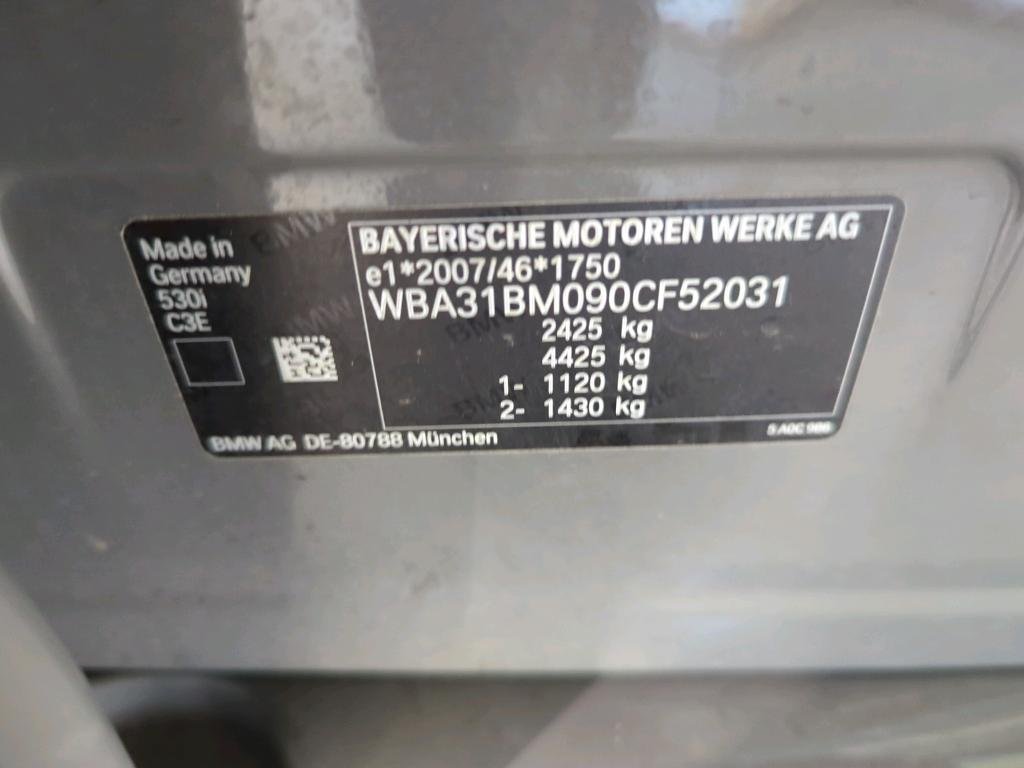 Made in
Germany
530i
C3E
BAYERISCHE MOTOREN WERKE AG
e1*2007/46*1750
WBA31BM090CF52031
2425 kg
4425 kg
1- 1120 kg
2- 1430 kg
BMW AG DE-80788 München